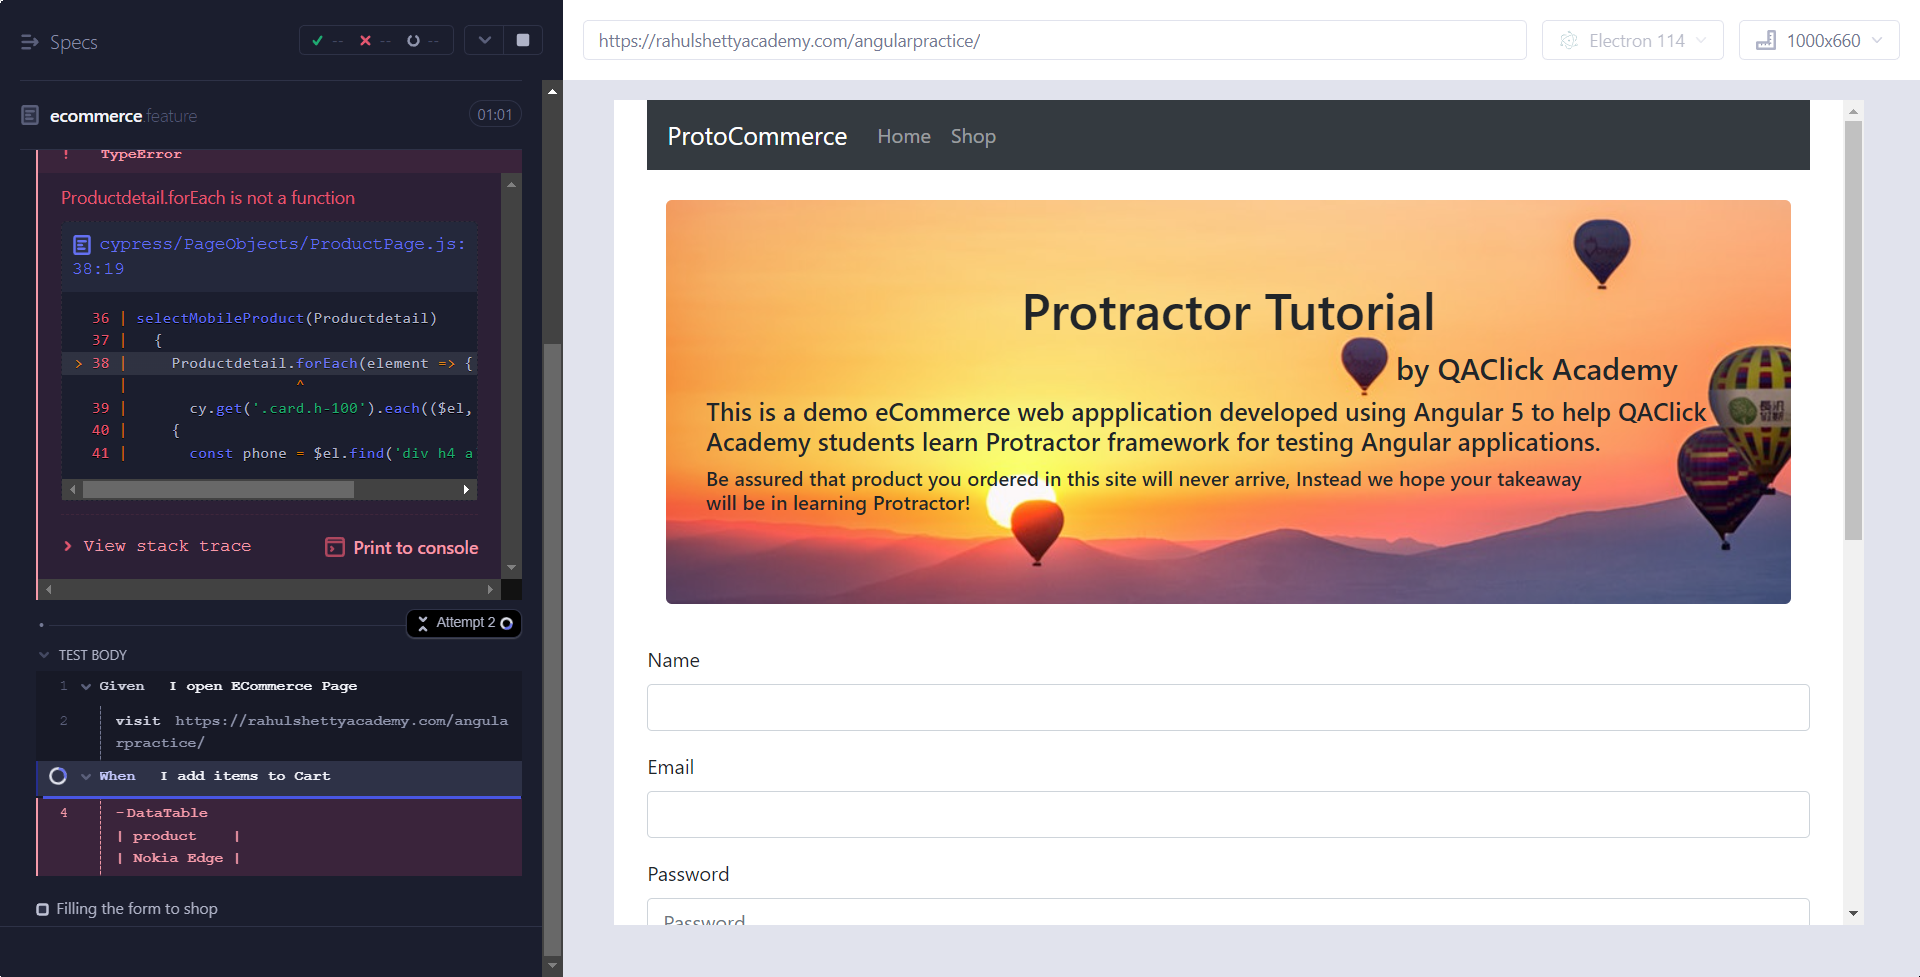 Specs
-- -- --
ecommerce.feature
01:01
! TypeError
Productdetail.forEach is not a function
cypress/PageObjects/ProductPage.js:
38:19
36 | selectMobileProduct(Productdetail)
37 | {
> 38 | Productdetail.forEach(element => {
| ^
39 | cy.get('.card.h-100').each(($el,
40 | {
41 | const phone = $el.find('div h4 a
> View stack trace
Print to console
Attempt 2
TEST BODY
1 Given I open ECommerce Page
2 visit https://rahulshettyacademy.com/angula
rpractice/
When I add items to Cart
4 -DataTable
| product |
| Nokia Edge |
Filling the form to shop
https://rahulshettyacademy.com/angularpractice/
Electron 114
1000x660
ProtoCommerce Home Shop
Protractor Tutorial
by QAClick Academy
This is a demo eCommerce web appplication developed using Angular 5 to help QAClick
Academy students learn Protractor framework for testing Angular applications.
Be assured that product you ordered in this site will never arrive, Instead we hope your takeaway
will be in learning Protractor!
Name
Email
Password
Password